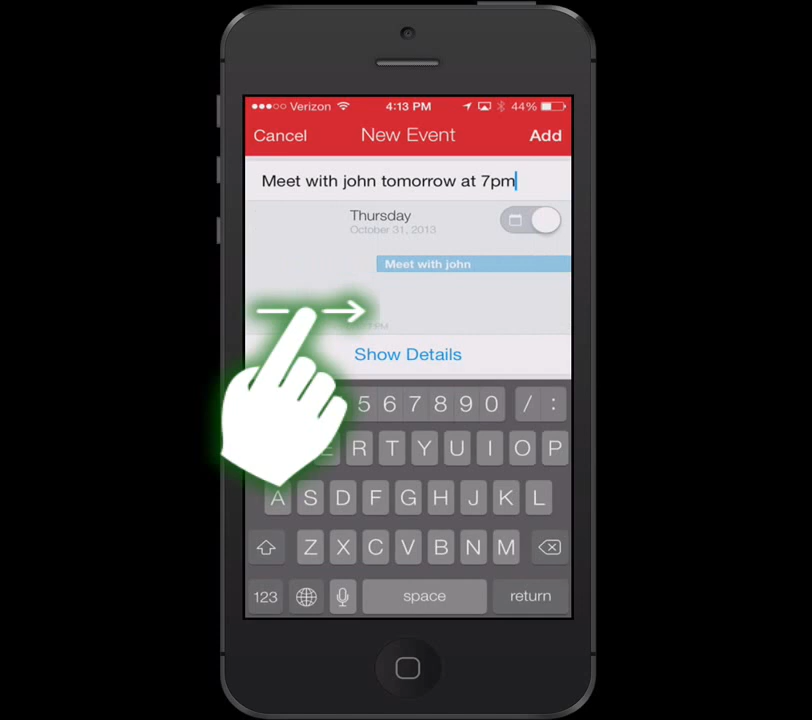 Verizon 4:13 PM 44%
Cancel New Event Add
Meet with john tomorrow at 7pm
Thursday
October 31, 2013
Meet with john
PM
Show Details
5 6 7 8 9 0 / :
E R T Y U I O P
A S D F G H J K L
Z X C V B N M
123 space return